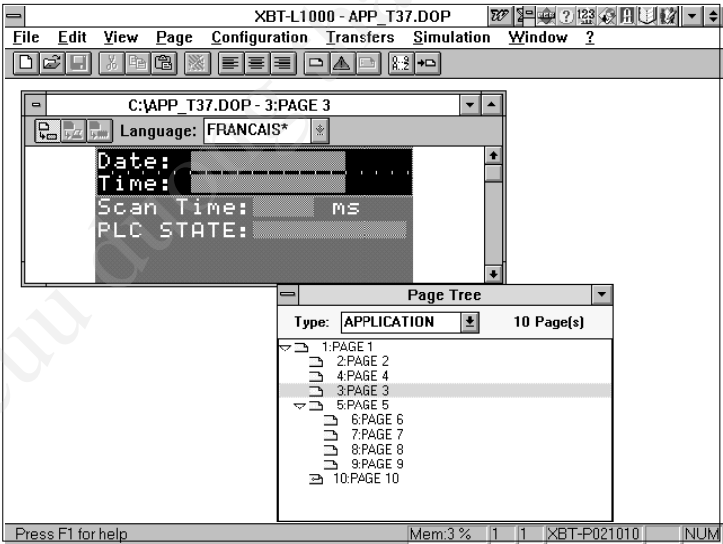 XBT-L1000 - APP_T37.DOP
File Edit View Page Configuration Transfers Simulation Window ?
C:\APP_T37.DOP - 3:PAGE 3
Language: FRANCAIS*
Date:
Time:
Scan Time: ms
PLC STATE:
Page Tree
Type: APPLICATION 10 Page(s)
1:PAGE 1
2:PAGE 2
4:PAGE 4
3:PAGE 3
5:PAGE 5
6:PAGE 6
7:PAGE 7
8:PAGE 8
9:PAGE 9
10:PAGE 10
Press F1 for help Mem:3 % 1 1 XBT-P021010 NUM